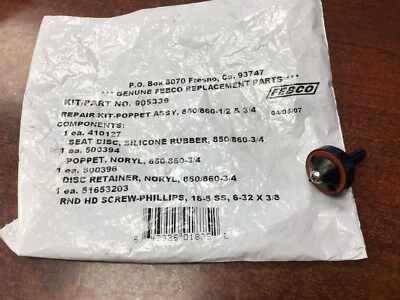 P.O. Box 8070 Fresno, Ca. 93747
*** GENUINE FEBCO REPLACEMENT PARTS ***
KIT/PART NO. 905339
FEBCO
REPAIR KIT-POPPET ASSY, 850/860-1/2 & 3/4
04/05/07
COMPONENTS:
1 ea. 410127
SEAT DISC, SILICONE RUBBER, 850/860-3/4
1 ea. 500394
POPPET, NORYL, 850/860-3/4
1 ea. 500396
DISC RETAINER, NORYL, 850/860-3/4
1 ea. 51653203
RND HD SCREW-PHILLIPS, 18-8 SS, 6-32 X 3/8